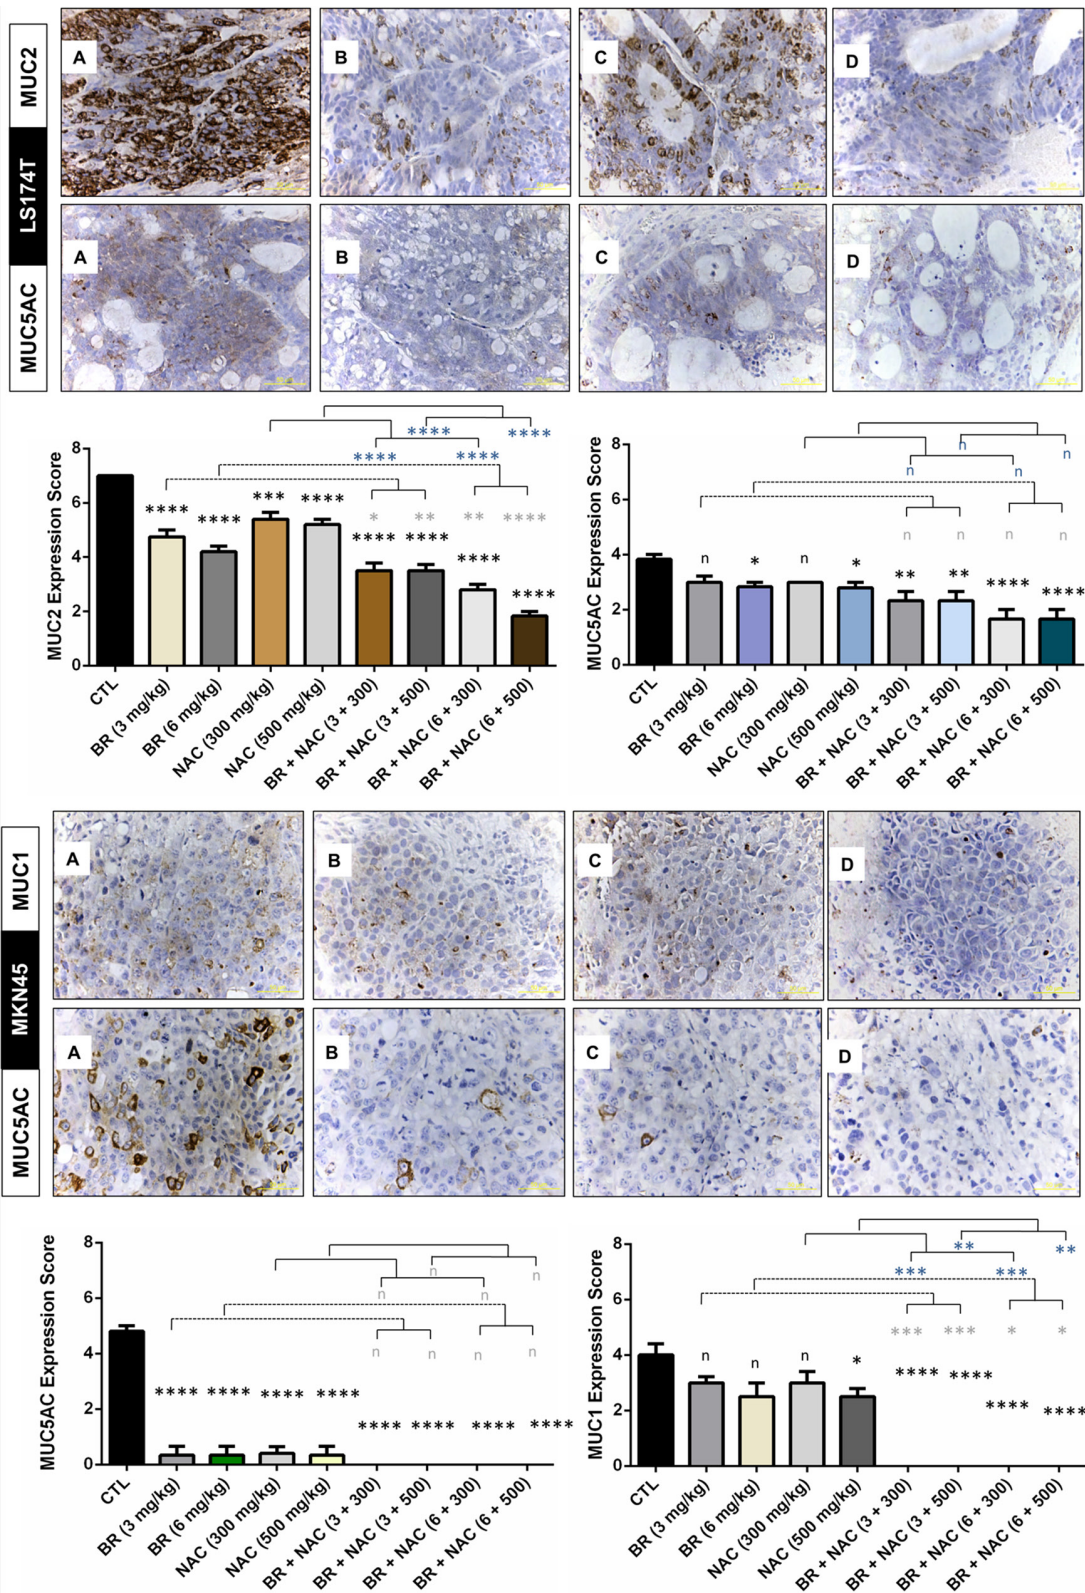 MUC2
LS174T
MUC5AC
A
B
C
D
A
B
C
D
MUC2 Expression Score
8
6
4
2
0
**** **** *** **** **** **** **** ****
* ** ** ****
**** **** **** ****
CTL
BR (3 mg/kg)
BR (6 mg/kg)
NAC (300 mg/kg)
NAC (500 mg/kg)
BR + NAC (3 + 300)
BR + NAC (3 + 500)
BR + NAC (6 + 300)
BR + NAC (6 + 500)
MUC5AC Expression Score
8
6
4
2
0
n * n * ** ** **** ****
n n n n
n n n n
CTL
BR (3 mg/kg)
BR (6 mg/kg)
NAC (300 mg/kg)
NAC (500 mg/kg)
BR + NAC (3 + 300)
BR + NAC (3 + 500)
BR + NAC (6 + 300)
BR + NAC (6 + 500)
MUC1
MKN45
MUC5AC
A
B
C
D
A
B
C
D
MUC5AC Expression Score
8
6
4
2
0
**** **** **** **** **** **** **** ****
n n n n
n n n n
CTL
BR (3 mg/kg)
BR (6 mg/kg)
NAC (300 mg/kg)
NAC (500 mg/kg)
BR + NAC (3 + 300)
BR + NAC (3 + 500)
BR + NAC (6 + 300)
BR + NAC (6 + 500)
MUC1 Expression Score
8
6
4
2
0
n n n * **** **** **** ****
*** *** * *
*** ** *** **
CTL
BR (3 mg/kg)
BR (6 mg/kg)
NAC (300 mg/kg)
NAC (500 mg/kg)
BR + NAC (3 + 300)
BR + NAC (3 + 500)
BR + NAC (6 + 300)
BR + NAC (6 + 500)